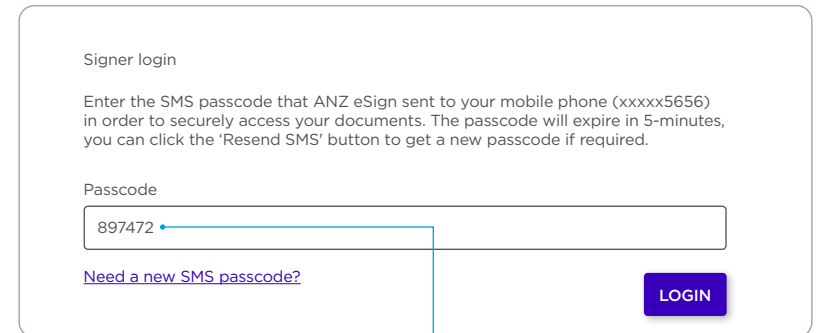 Signer login
Enter the SMS passcode that ANZ eSign sent to your mobile phone (xxxxx5656)
in order to securely access your documents. The passcode will expire in 5-minutes,
you can click the ‘Resend SMS' button to get a new passcode if required.
Passcode
897472
Need a new SMS passcode?
LOGIN